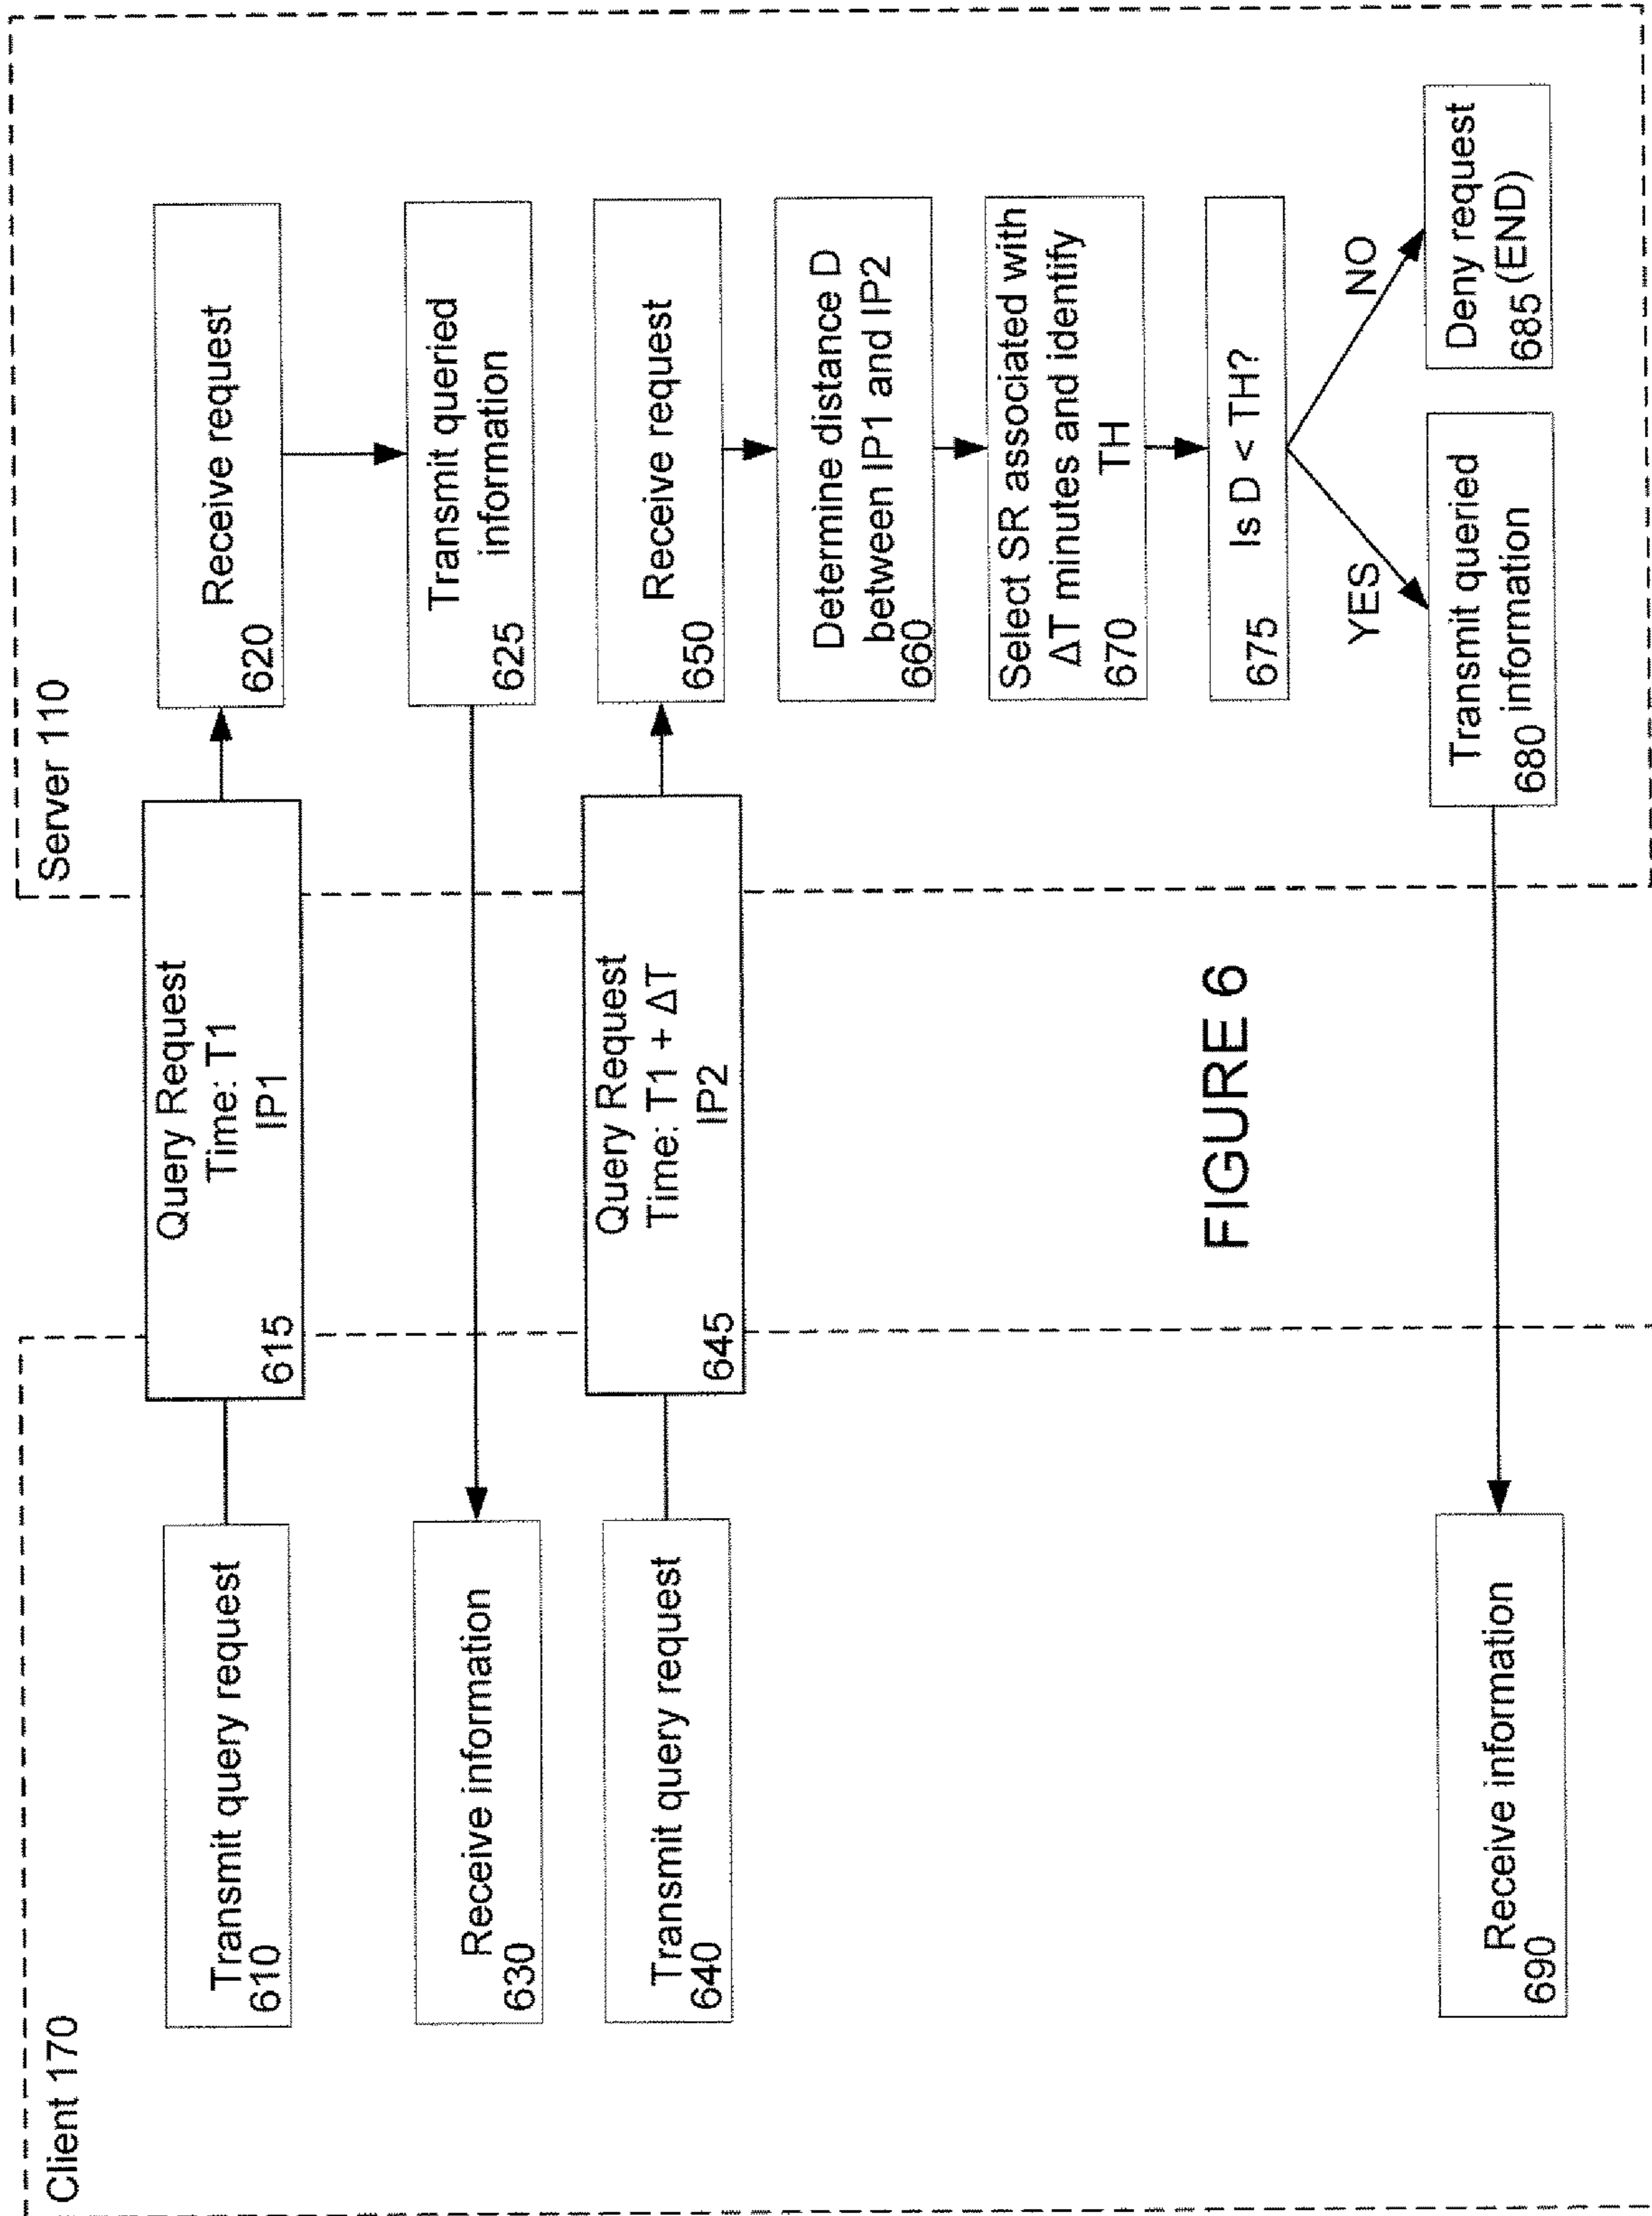 Client 170
Server 110
Transmit query request
610
Query Request
Time: T1
IP1
615
Receive request
620
Transmit queried
information
625
Receive information
630
Transmit query request
640
Query Request
Time: T1 + ΔT
IP2
645
Receive request
650
Determine distance D
between IP1 and IP2
660
Select SR associated with
ΔT minutes and identify
TH
670
Is D < TH?
675
YES
NO
Transmit queried
680 information
Deny request
685 (END)
Receive information
690
FIGURE 6